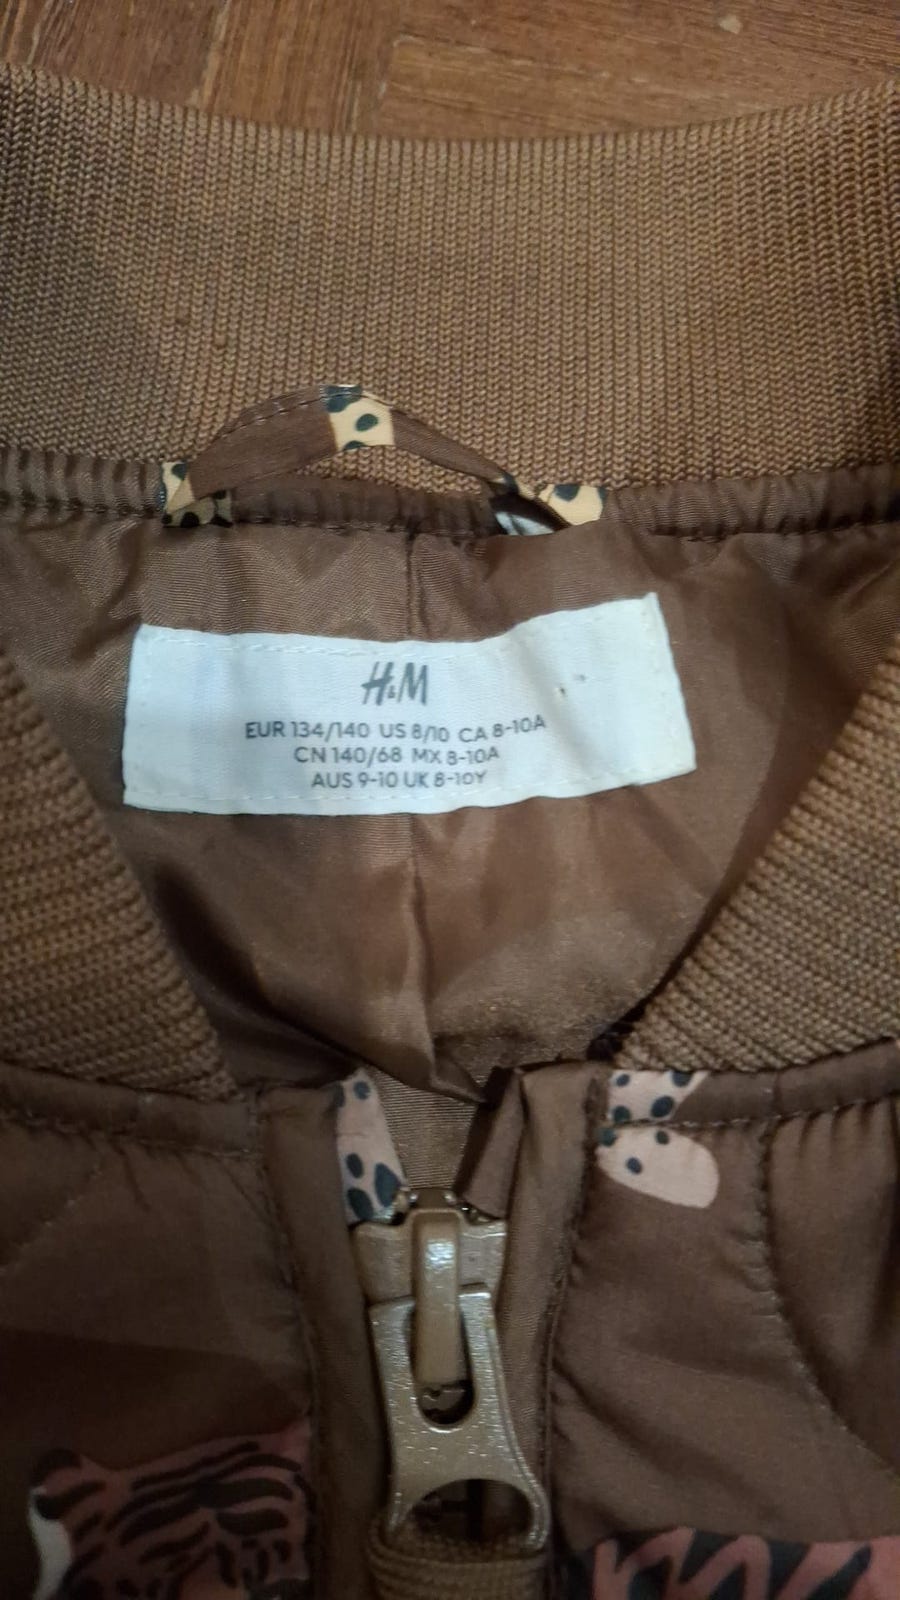 H&M
EUR 134/140 US 8/10 CA 8-10A
CN 140/68 MX 8-10A
AUS 9-10 UK 8-10Y